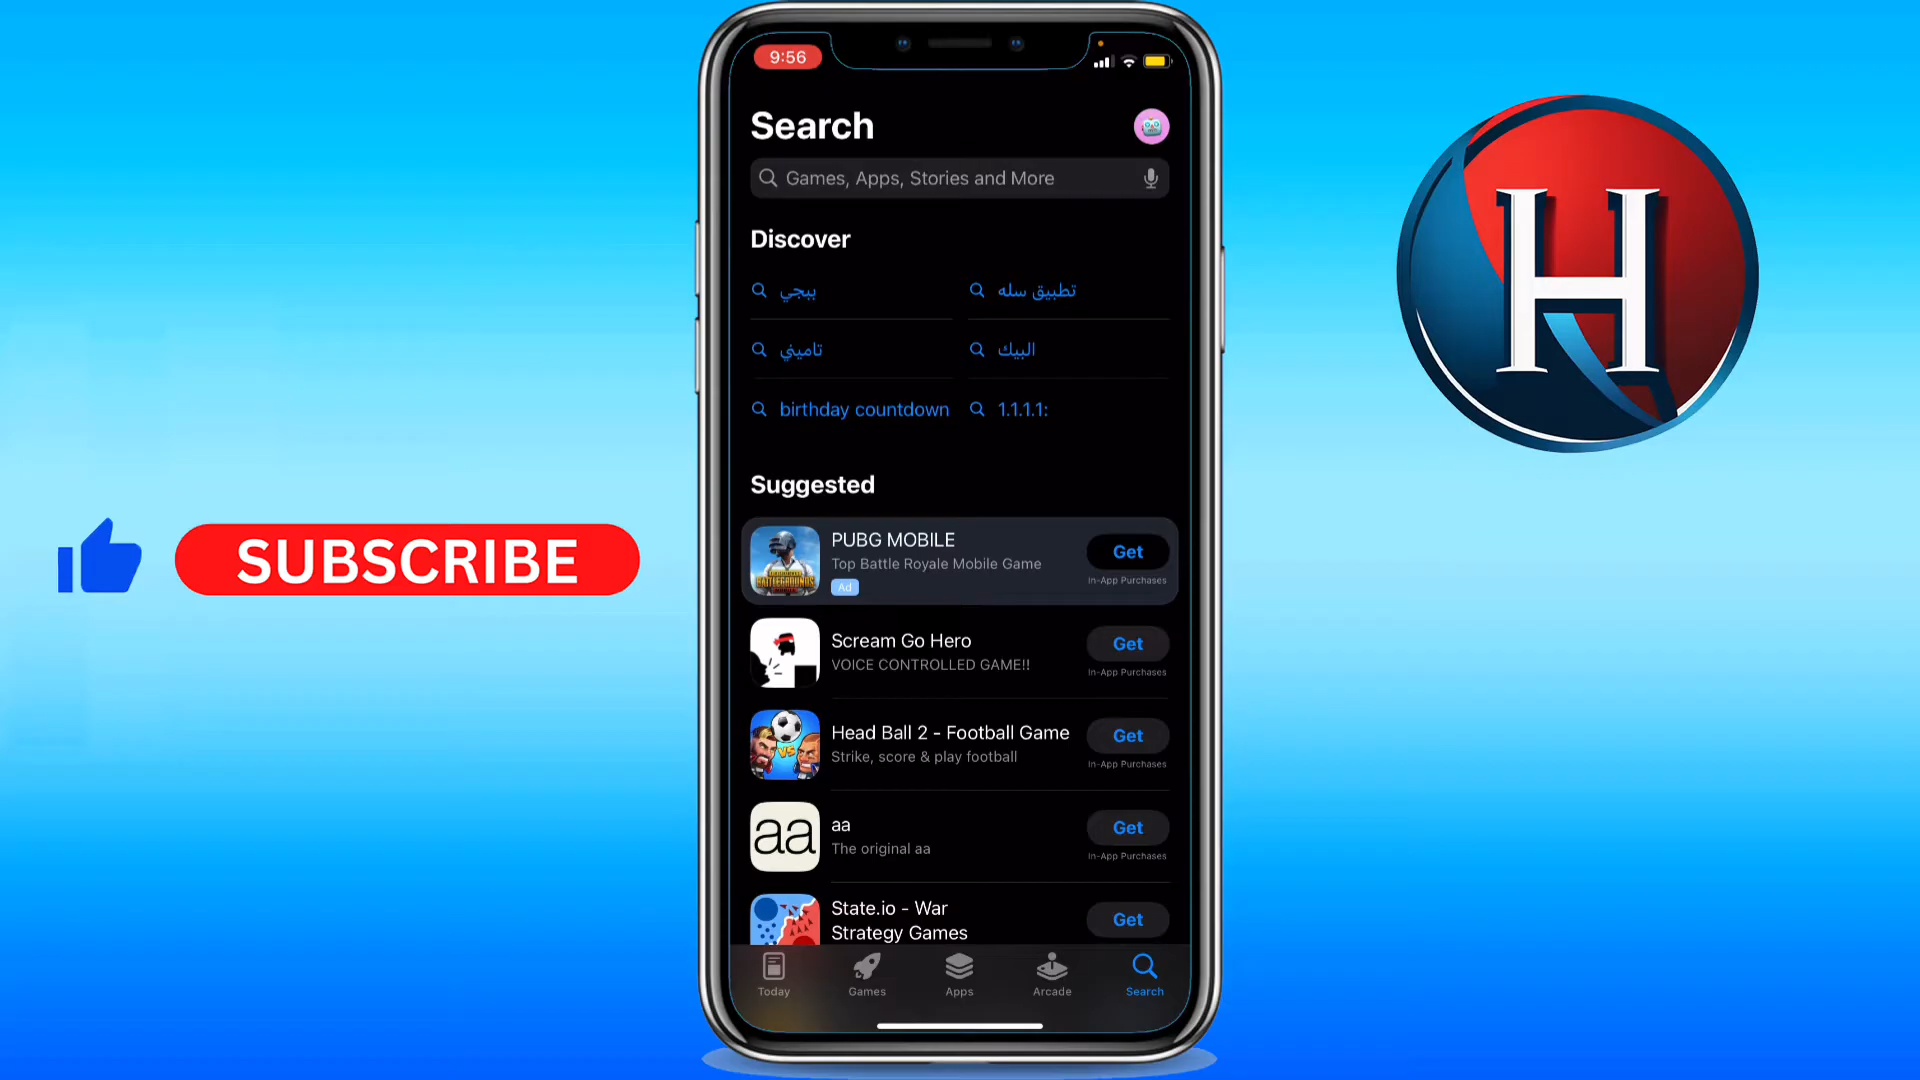 9:56
Search
Games, Apps, Stories and More
Discover
ببجي
تطبيق سله
تاميني
البيك
birthday countdown
1.1.1.1:
Suggested
PUBG MOBILE
Top Battle Royale Mobile Game
Ad
Get
In-App Purchases
BATTLEGROUNDS
Scream Go Hero
VOICE CONTROLLED GAME!!
Get
In-App Purchases
VS
Head Ball 2 - Football Game
Strike, score & play football
Get
In-App Purchases
aa
aa
The original aa
Get
In-App Purchases
State.io - War
Strategy Games
Get
Today
Games
Apps
Arcade
Search
SUBSCRIBE
H